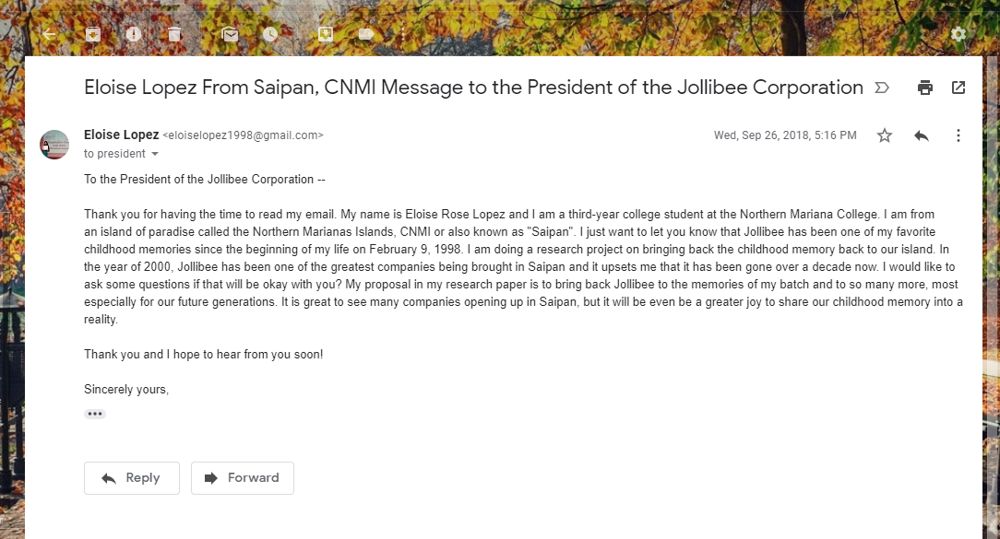 Eloise Lopez From Saipan, CNMI Message to the President of the Jollibee Corporation
Eloise Lopez <eloiselopez1998@gmail.com>
Wed, Sep 26, 2018, 5:16 PM
to president
To the President of the Jollibee Corporation --
Thank you for having the time to read my email. My name is Eloise Rose Lopez and I am a third-year college student at the Northern Mariana College. I am from
an island of paradise called the Northern Marianas Islands, CNMI or also known as "Saipan". I just want to let you know that Jollibee has been one of my favorite
childhood memories since the beginning of my life on February 9, 1998. I am doing a research project on bringing back the childhood memory back to our island. In
the year of 2000, Jollibee has been one of the greatest companies being brought in Saipan and it upsets me that it has been gone over a decade now. I would like to
ask some questions if that will be okay with you? My proposal in my research paper is to bring back Jollibee to the memories of my batch and to so many more, most
especially for our future generations. It is great to see many companies opening up in Saipan, but it will be even be a greater joy to share our childhood memory into a
reality.
Thank you and I hope to hear from you soon!
Sincerely yours,
Reply
Forward